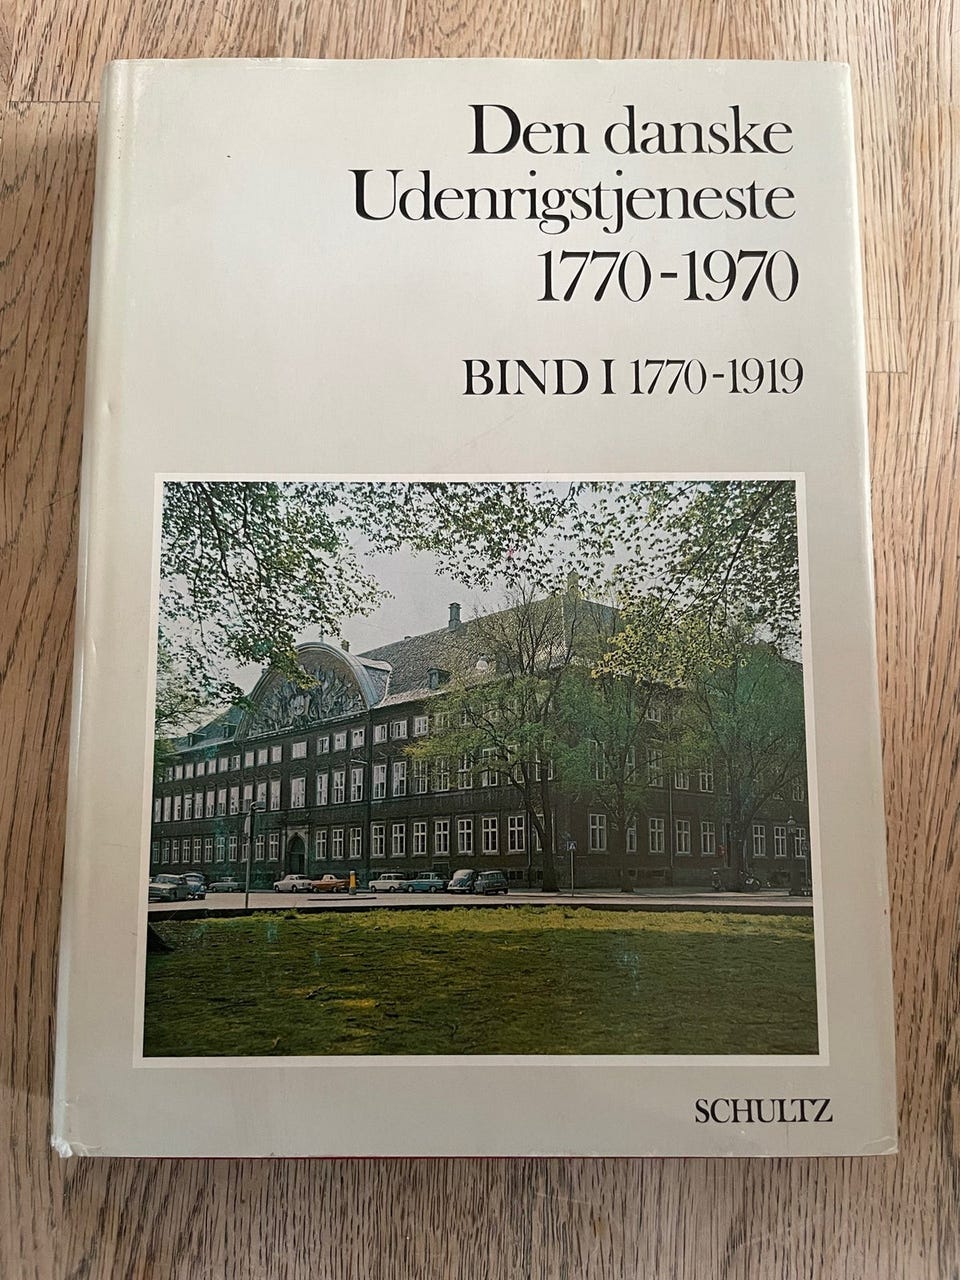 Den danske
Udenrigstjeneste
1770-1970
BIND I 1770-1919
SCHULTZ